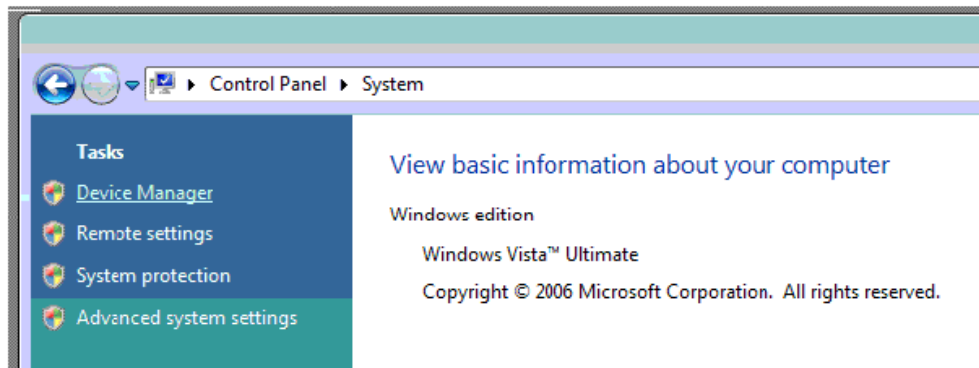 Control Panel System
Tasks
Device Manager
Remote settings
System protection
Advanced system settings
View basic information about your computer
Windows edition
Windows Vista™ Ultimate
Copyright © 2006 Microsoft Corporation. All rights reserved.